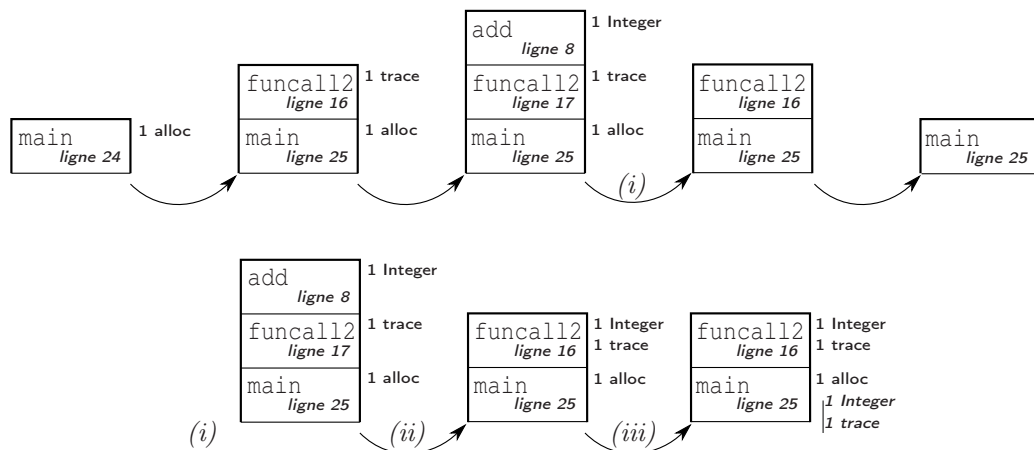 main
ligne 24
1 alloc
funcall2
ligne 16
1 trace
main
ligne 25
1 alloc
add
ligne 8
1 Integer
funcall2
ligne 17
1 trace
main
ligne 25
1 alloc
(i)
funcall2
ligne 16
main
ligne 25
main
ligne 25
(i)
add
ligne 8
1 Integer
funcall2
ligne 17
1 trace
main
ligne 25
1 alloc
(ii)
funcall2
ligne 16
1 Integer
1 trace
main
ligne 25
1 alloc
(iii)
funcall2
ligne 16
1 Integer
1 trace
main
ligne 25
1 alloc
1 Integer
1 trace